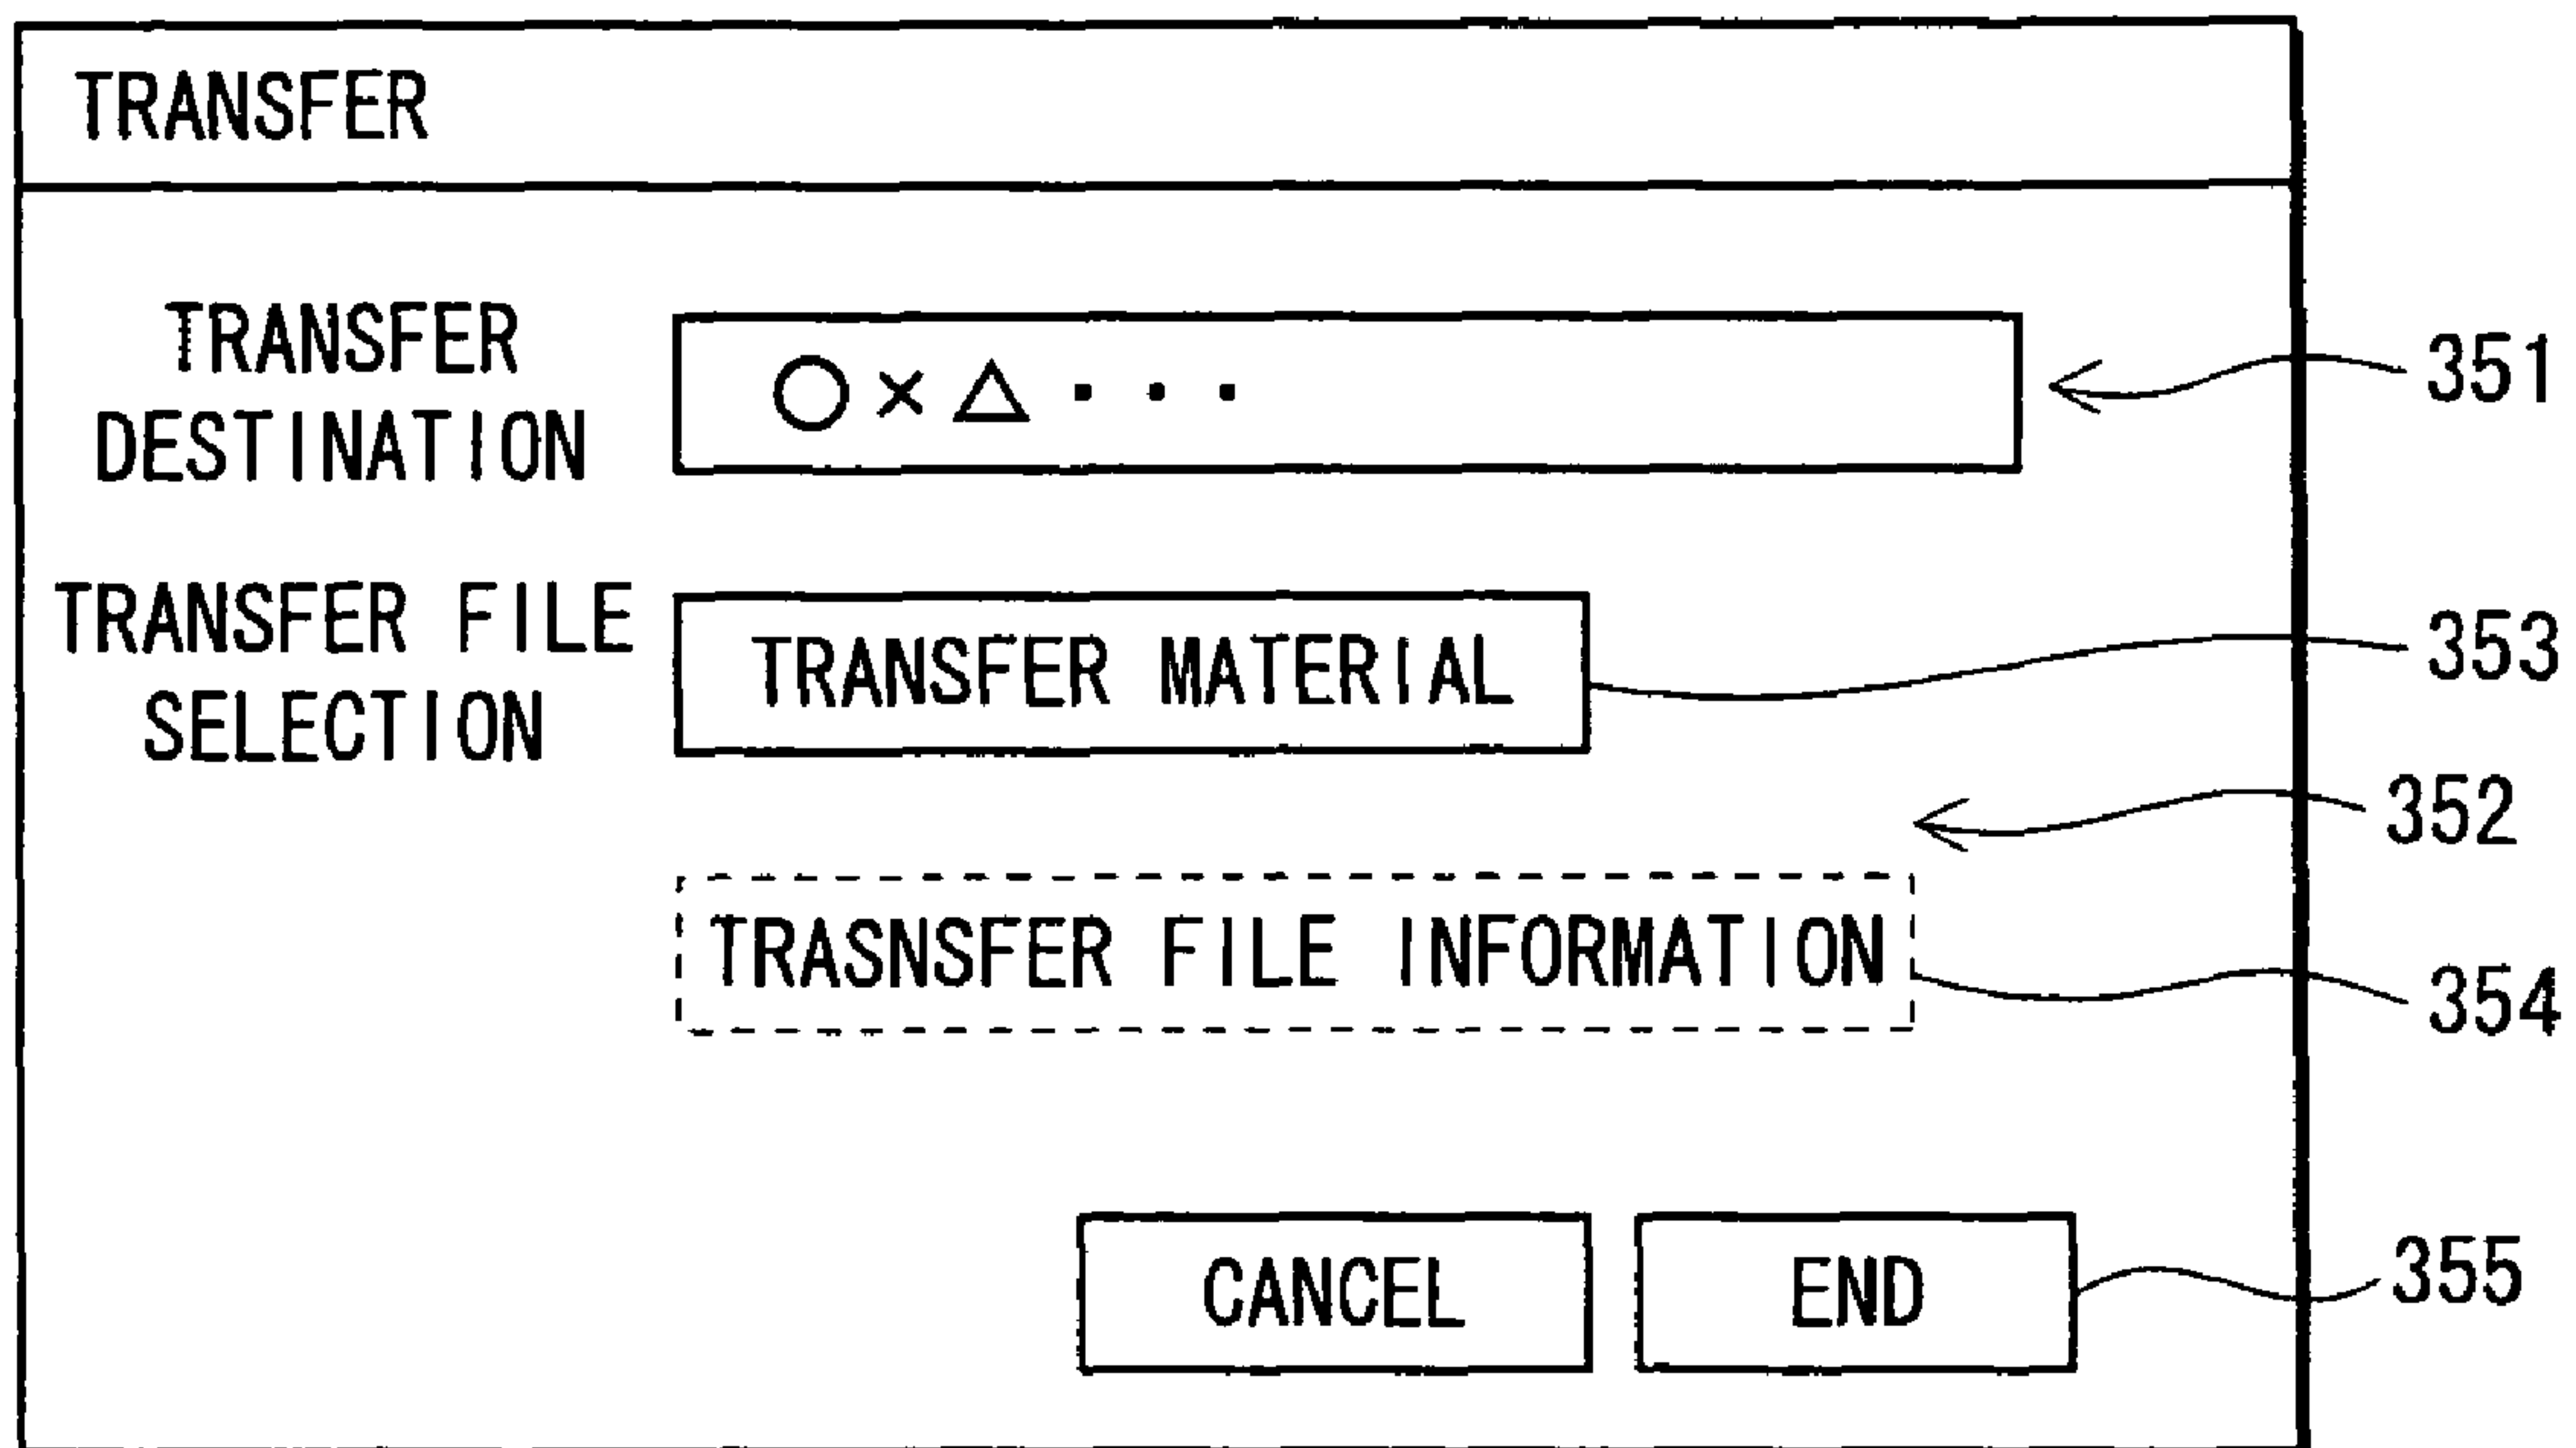 TRANSFER
TRANSFER
DESTINATION
○×△・・・
351
TRANSFER FILE
SELECTION
TRANSFER MATERIAL
353
352
TRASNSFER FILE INFORMATION
354
CANCEL
END
355